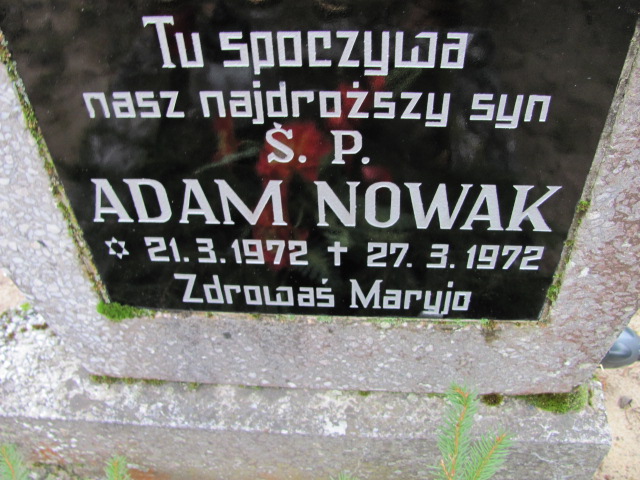 Tu spoczywa
nasz najdroższy syn
Ś. P.
ADAM NOWAK
✡ 21. 3. 1972 ✝ 27. 3. 1972
Zdrowaś Maryjo